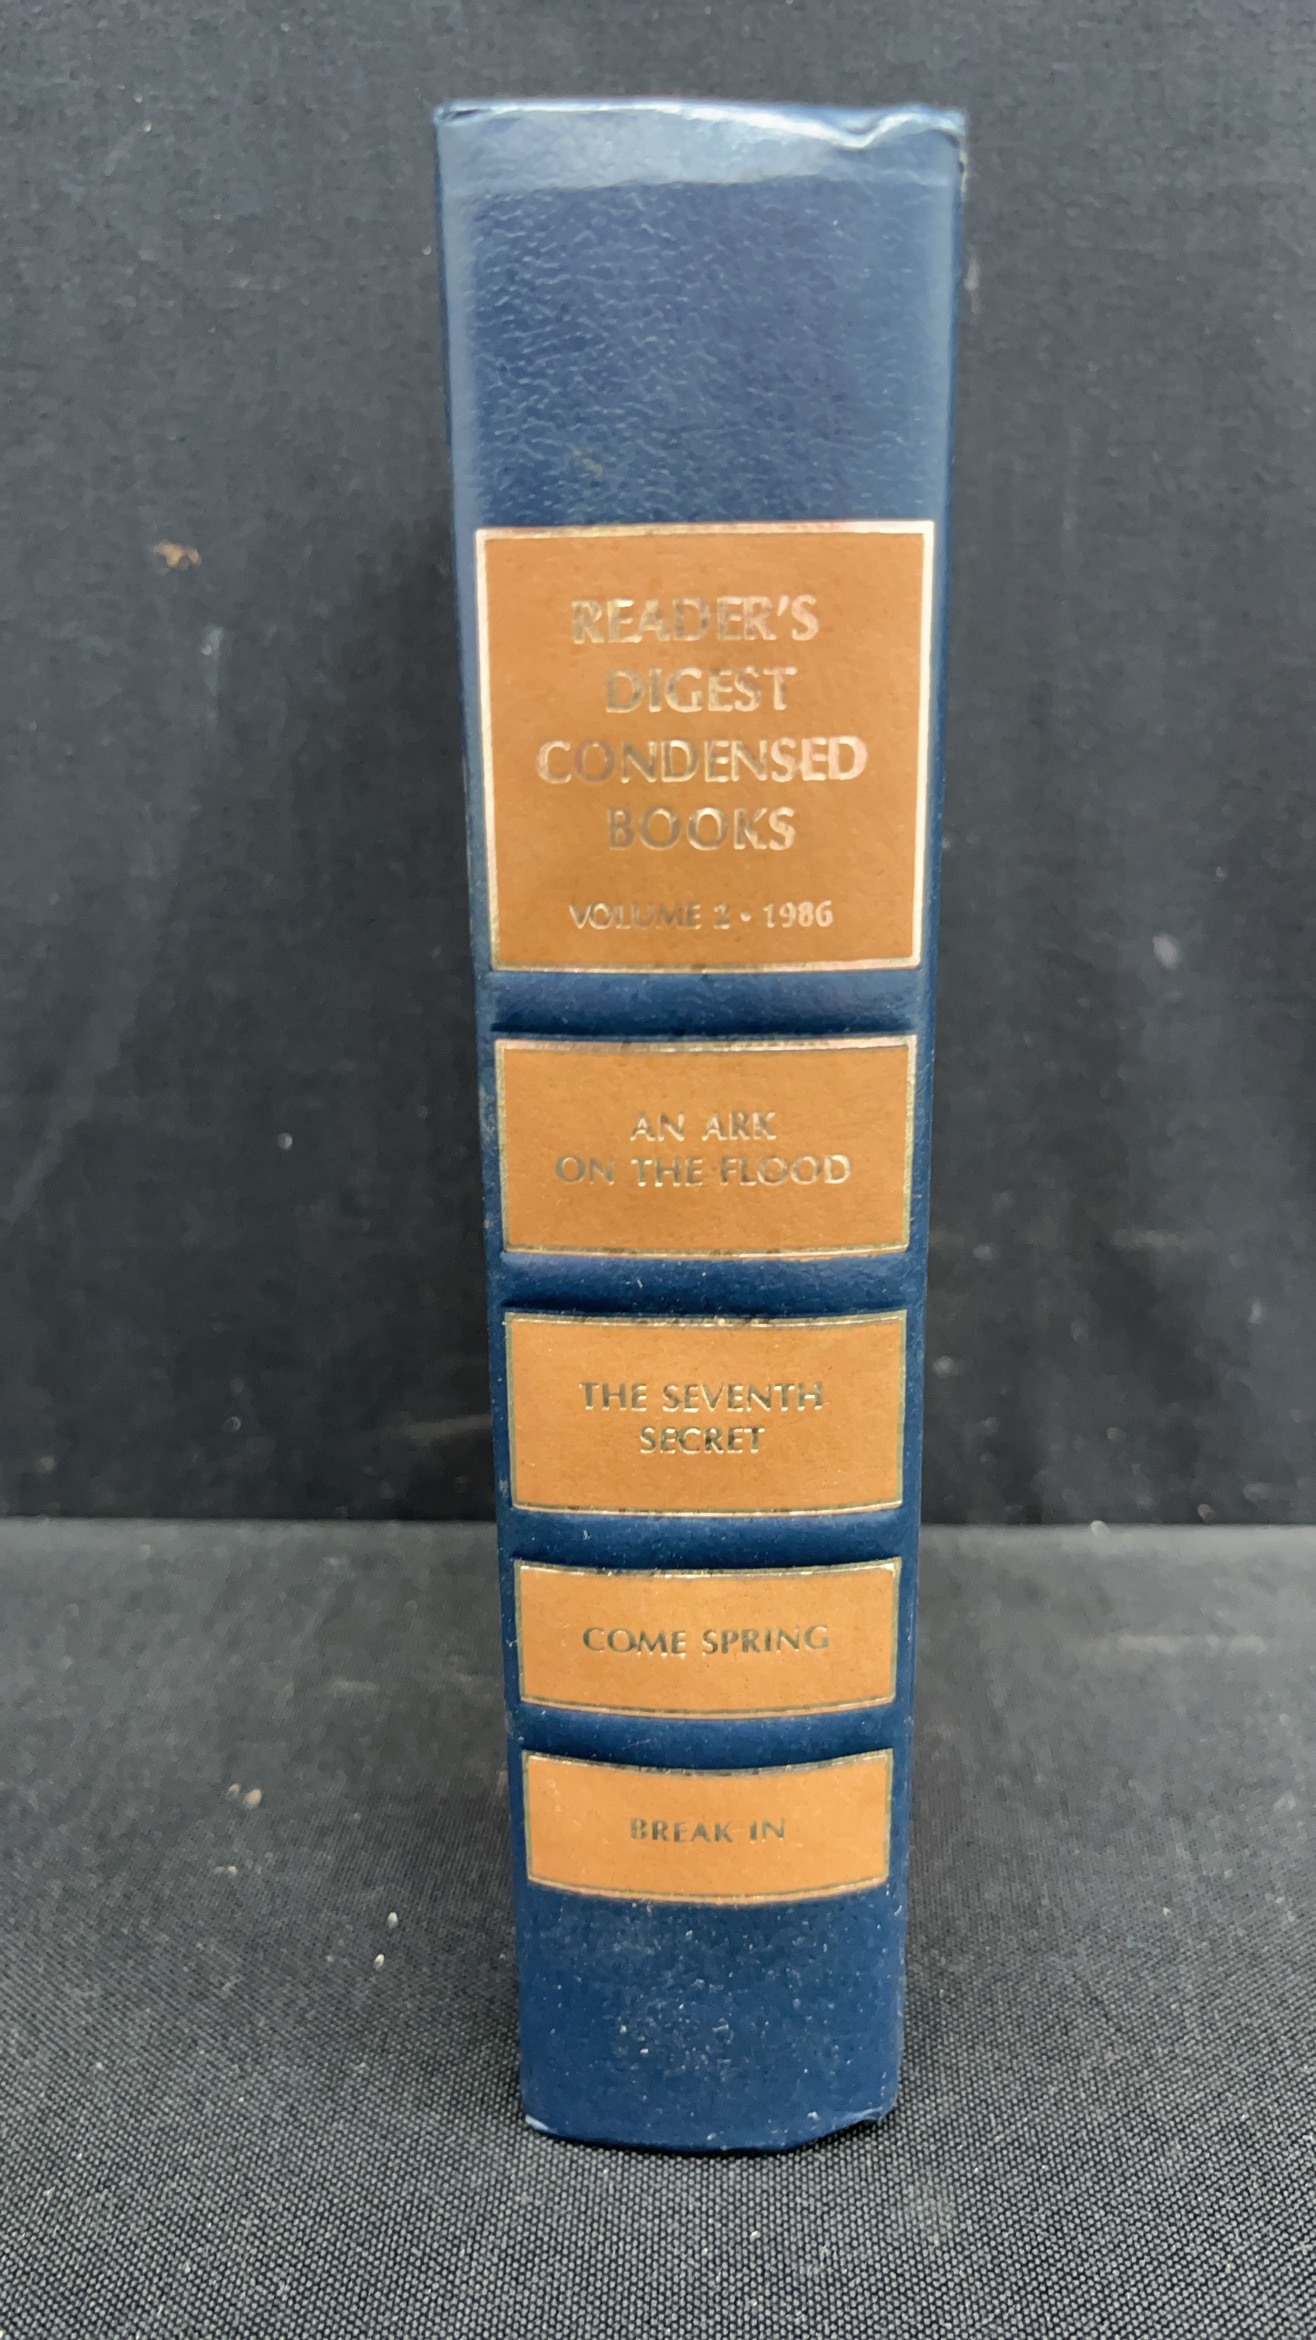 READER'S
DIGEST
CONDENSED
BOOKS
VOLUME 2 • 1986
AN ARK
ON THE FLOOD
THE SEVENTH
SECRET
COME SPRING
BREAK IN